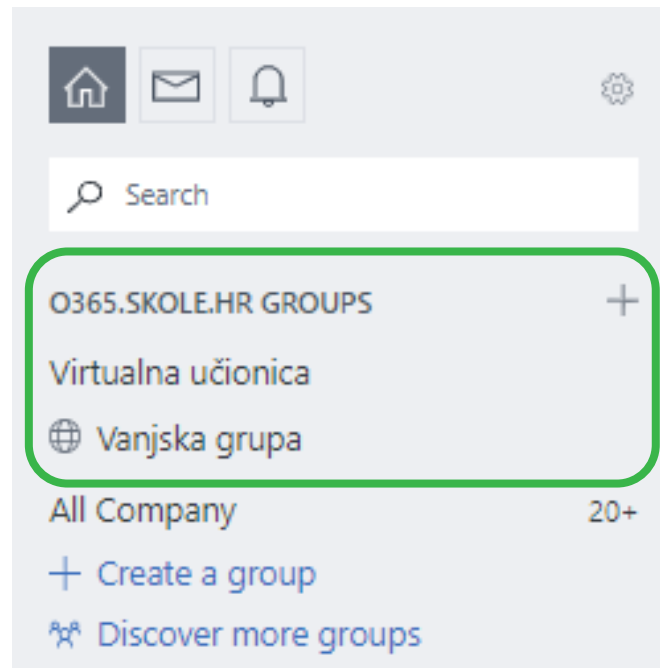 Search
O365.SKOLE.HR GROUPS
Virtualna učionica
Vanjska grupa
All Company 20+
Create a group
Discover more groups